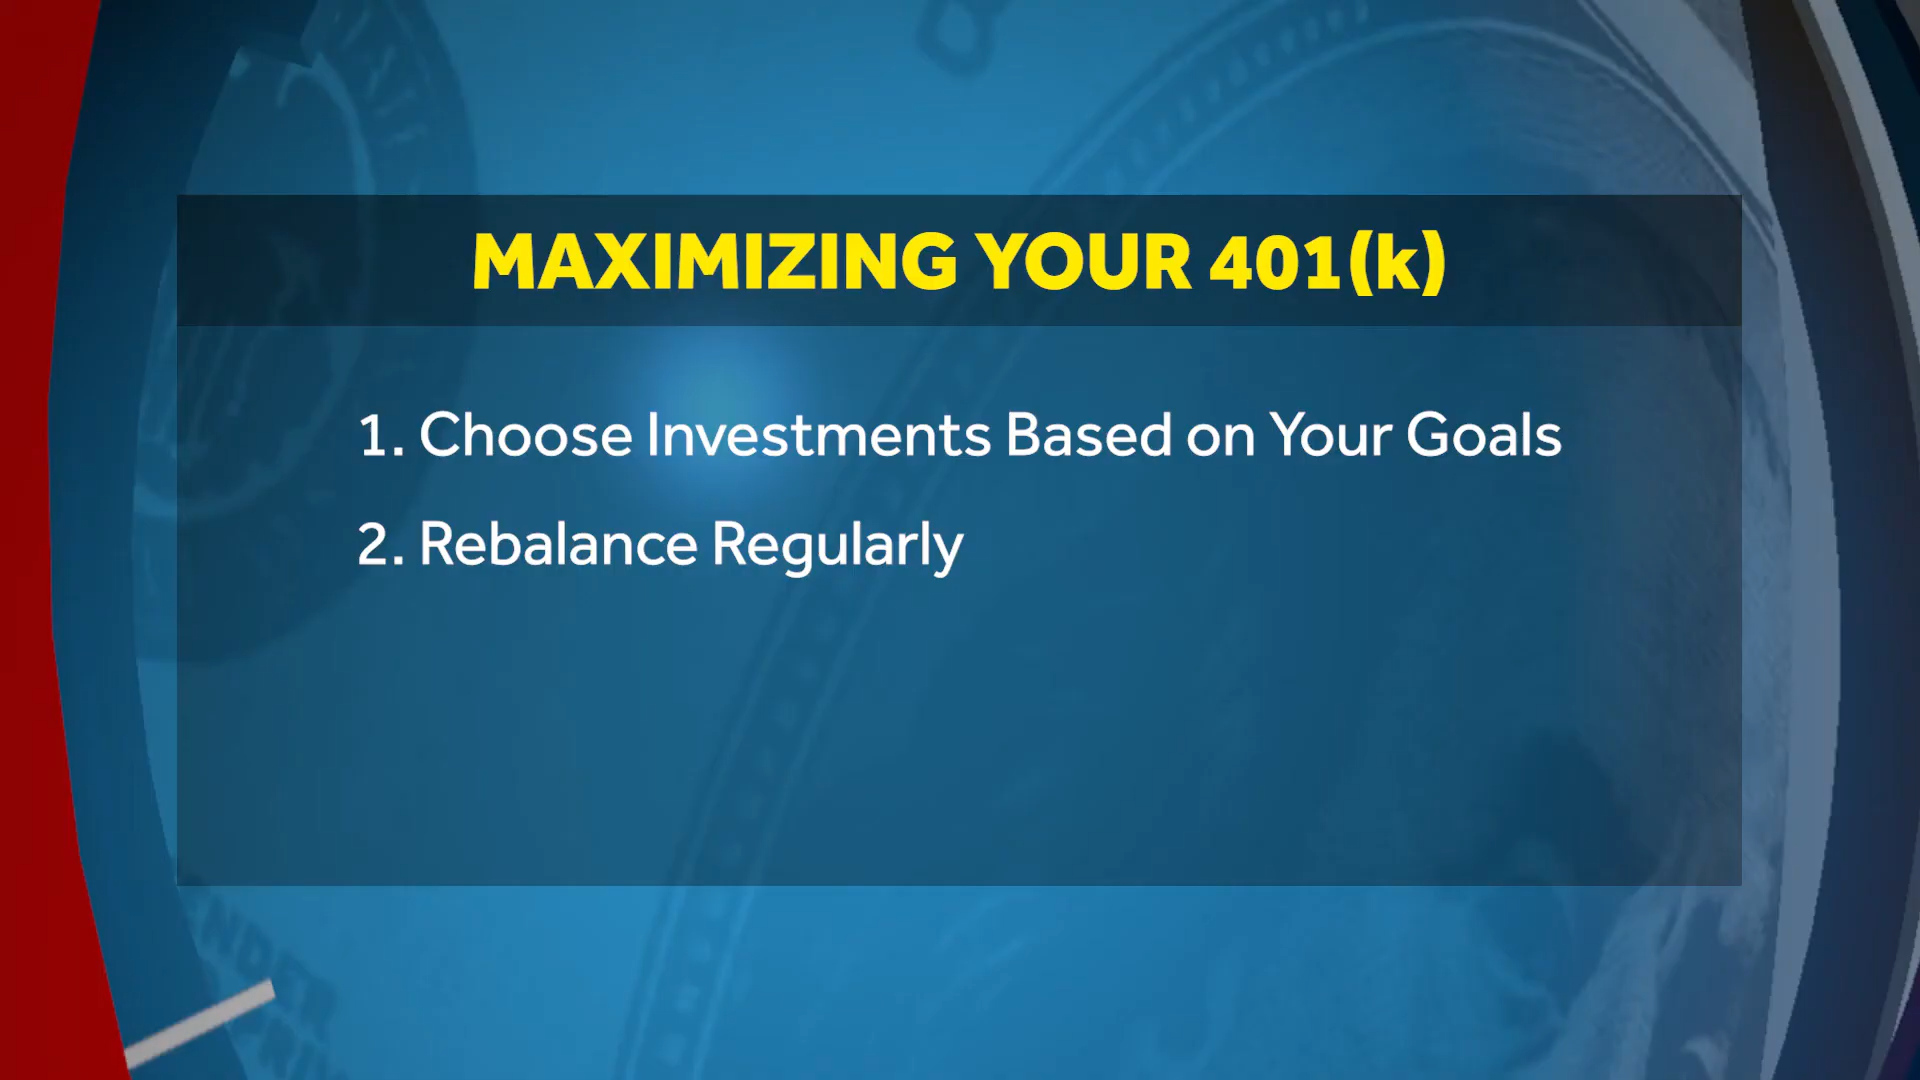 MAXIMIZING YOUR 401(k)
1. Choose Investments Based on Your Goals
2. Rebalance Regularly